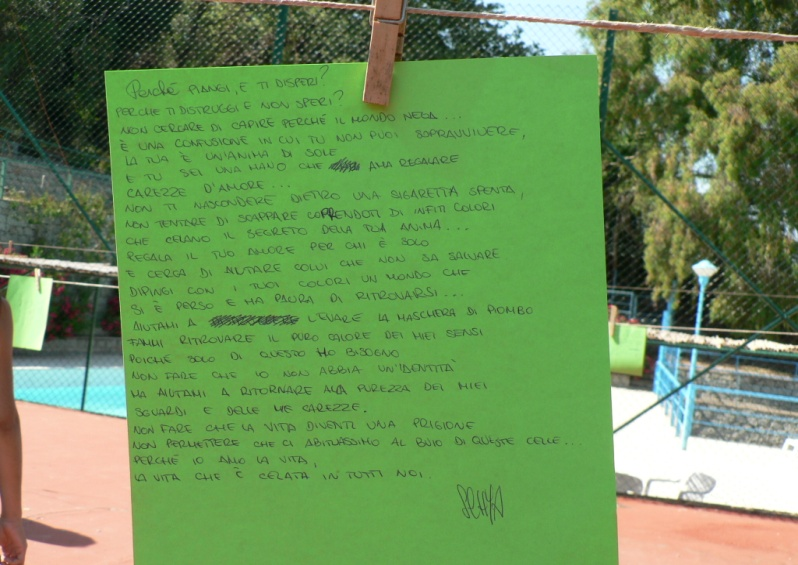 Perché PIANGI, E TI DISPERI?
PERCHE TI DISTRUGGI E NON SPERI?
NON CERCARE DI CAPIRE PERCHÉ IL MONDO NEGA...
È UNA CONFUSIONE IN CUI TU NON PUOI SOPRAVVIVERE,
LA TUA È UN'ANIMA DI SOLE
E TU SEI UNA MANO CHE AMA REGALARE
CAREZZE D'AMORE...
NON TI NASCONDERE DIETRO UNA SIGARETTA SPENTA,
NON TENTARE DI SCAPPARE COPRENDOTI DI INFITI COLORI
CHE CELANO IL SEGRETO DELLA TUA ANIMA...
REGALA IL TUO AMORE PER CHI È SOLO
E CERCA DI AIUTARE COLUI CHE NON SA SALVARE
DIPINGI CON I TUOI COLORI UN MONDO CHE
SI È PERSO E HA PAURA DI RITROVARSI...
AIUTAMI A LEVARE LA MASCHERA DI PIOMBO
FAMMI RITROVARE IL PURO CALORE DEI MIEI SENSI
POICHÉ SOLO DI QUESTO HO BISOGNO
NON FARE CHE IO NON ABBIA UN'IDENTITÀ
MA AIUTAMI A RITORNARE ALLA PUREZZA DEI MIEI
SGUARDI E DELLE MIE CAREZZE.
NON FARE CHE LA VITA DIVENTI UNA PRIGIONE
NON PERMETTERE CHE CI ABITUASSIMO AL BUIO DI QUESTE CELLE...
PERCHÉ IO AMO LA VITA,
LA VITA CHE È CELATA IN TUTTI NOI.